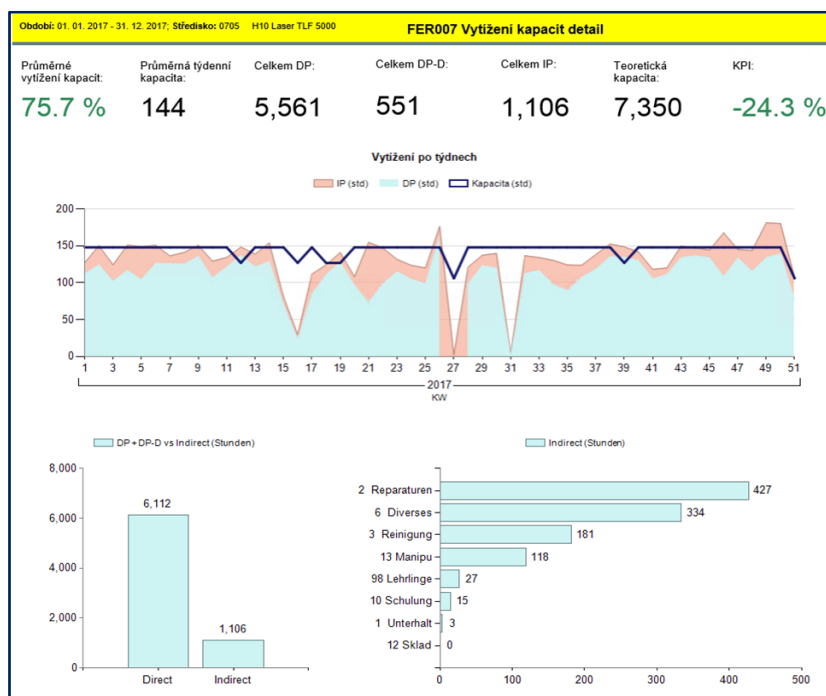 Období: 01. 01. 2017 - 31. 12. 2017; Středisko: 0705 H10 Laser TLF 5000
FER007 Vytížení kapacit detail
Průměrné vytížení kapacit:
75.7 %
Průměrná týdenní kapacita:
144
Celkem DP:
5,561
Celkem DP-D:
551
Celkem IP:
1,106
Teoretická kapacita:
7,350
KPI:
-24.3 %
Vytížení po týdnech
IP (std) DP (std) Kapacita (std)
200
150
100
50
0
1 3 5 7 9 11 13 15 17 19 21 23 25 27 29 31 33 35 37 39 41 43 45 47 49 51
2017
KW
DP + DP-D vs Indirect (Stunden)
8,000
6,000
4,000
2,000
0
6,112
1,106
Direct Indirect
Indirect (Stunden)
2 Reparaturen 427
6 Diverses 334
3 Reinigung 181
13 Manipu 118
98 Lehrlinge 27
10 Schulung 15
1 Unterhalt 3
12 Sklad 0
0 100 200 300 400 500